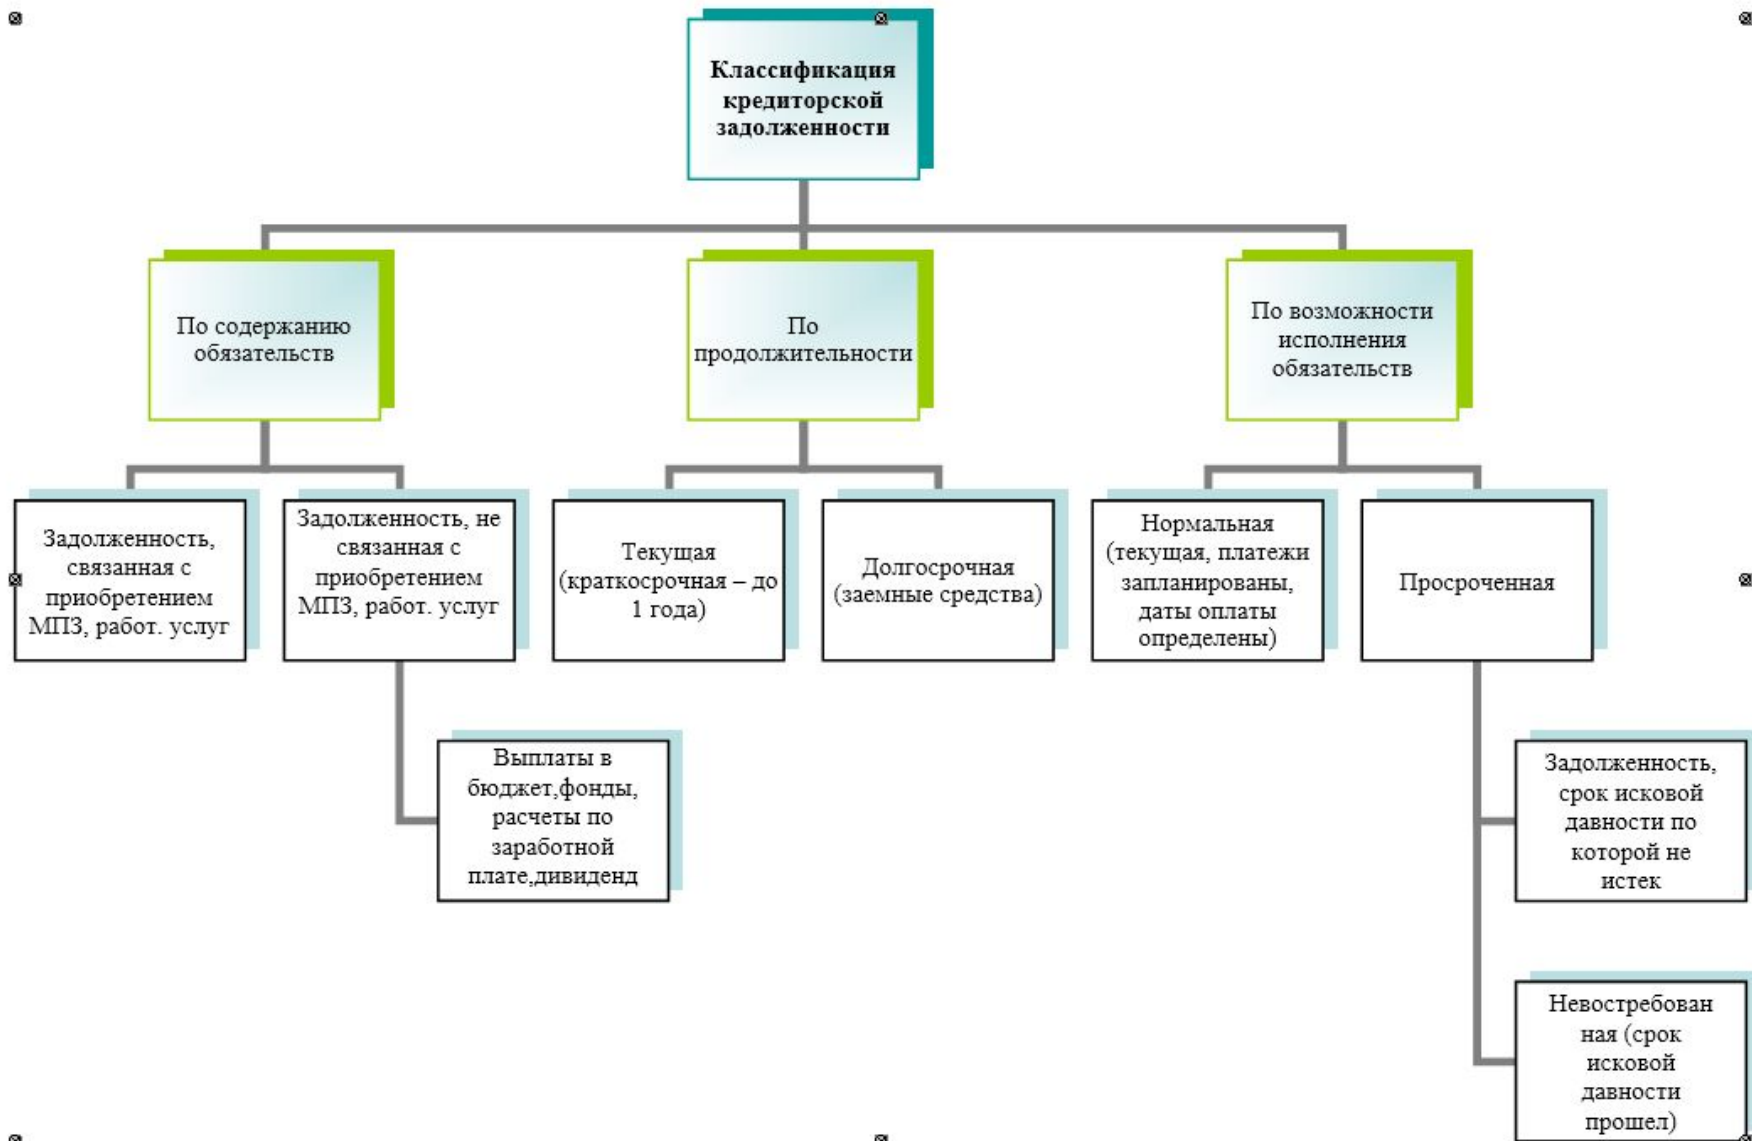 Классификация
кредиторской
задолженности
По содержанию
обязательств
По
продолжительности
По возможности
исполнения
обязательств
Задолженность,
связанная с
приобретением
МПЗ, работ. услуг
Задолженность, не
связанная с
приобретением
МПЗ, работ. услуг
Текущая
(краткосрочная – до
1 года)
Долгосрочная
(заемные средства)
Нормальная
(текущая, платежи
запланированы,
даты оплаты
определены)
Просроченная
Выплаты в
бюджет,фонды,
расчеты по
заработной
плате,дивиденд
Задолженность,
срок исковой
давности по
которой не
истек
Невостребован
ная (срок
исковой
давности
прошел)